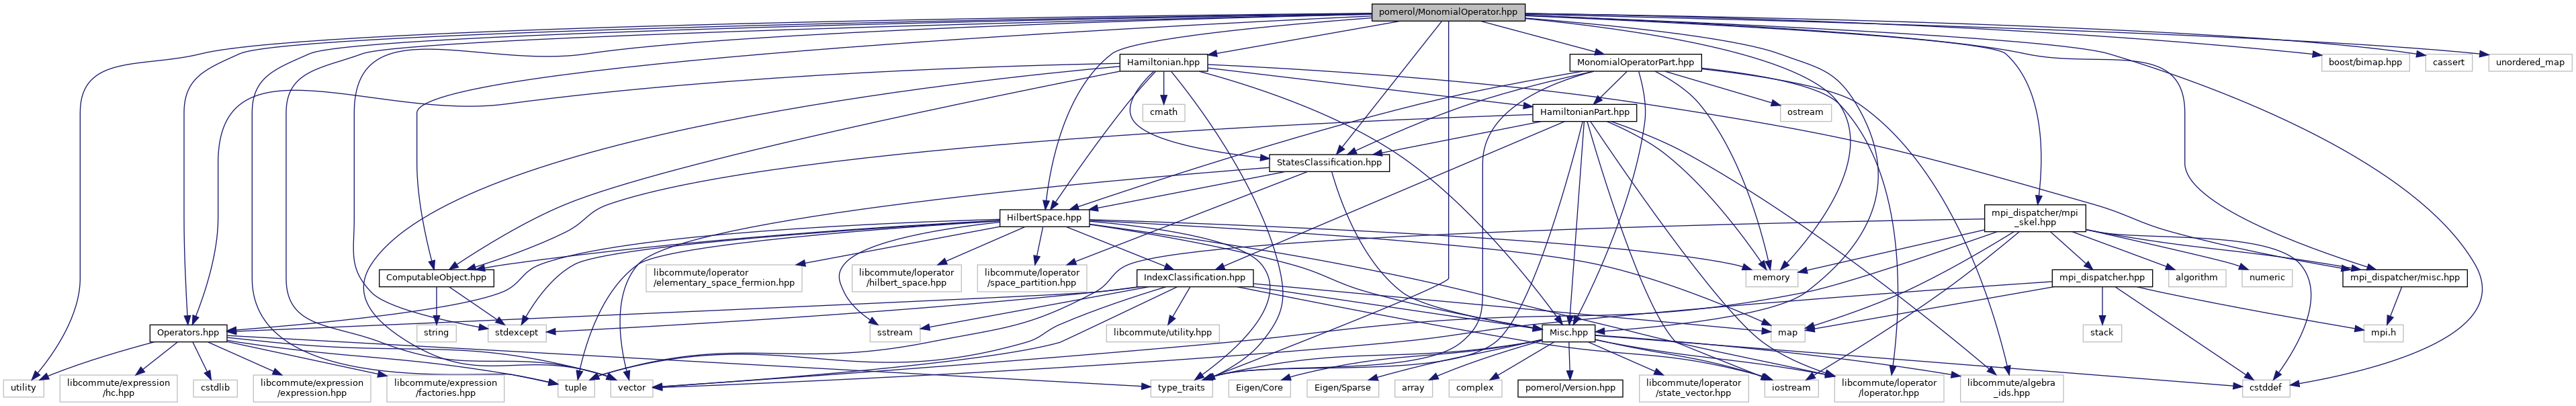 pomerol/MonomialOperator.hpp
Hamiltonian.hpp
MonomialOperatorPart.hpp
boost/bimap.hpp
cassert
unordered_map
cmath
HamiltonianPart.hpp
ostream
StatesClassification.hpp
HilbertSpace.hpp
mpi_dispatcher/mpi
_skel.hpp
ComputableObject.hpp
libcommute/loperator
/elementary_space_fermion.hpp
libcommute/loperator
/hilbert_space.hpp
libcommute/loperator
/space_partition.hpp
IndexClassification.hpp
memory
mpi_dispatcher.hpp
algorithm
numeric
mpi_dispatcher/misc.hpp
Operators.hpp
string
stdexcept
sstream
libcommute/utility.hpp
Misc.hpp
map
stack
mpi.h
utility
libcommute/expression
/hc.hpp
cstdlib
libcommute/expression
/expression.hpp
libcommute/expression
/factories.hpp
tuple
vector
type_traits
Eigen/Core
Eigen/Sparse
array
complex
pomerol/Version.hpp
libcommute/loperator
/state_vector.hpp
iostream
libcommute/loperator
/loperator.hpp
libcommute/algebra
_ids.hpp
cstddef